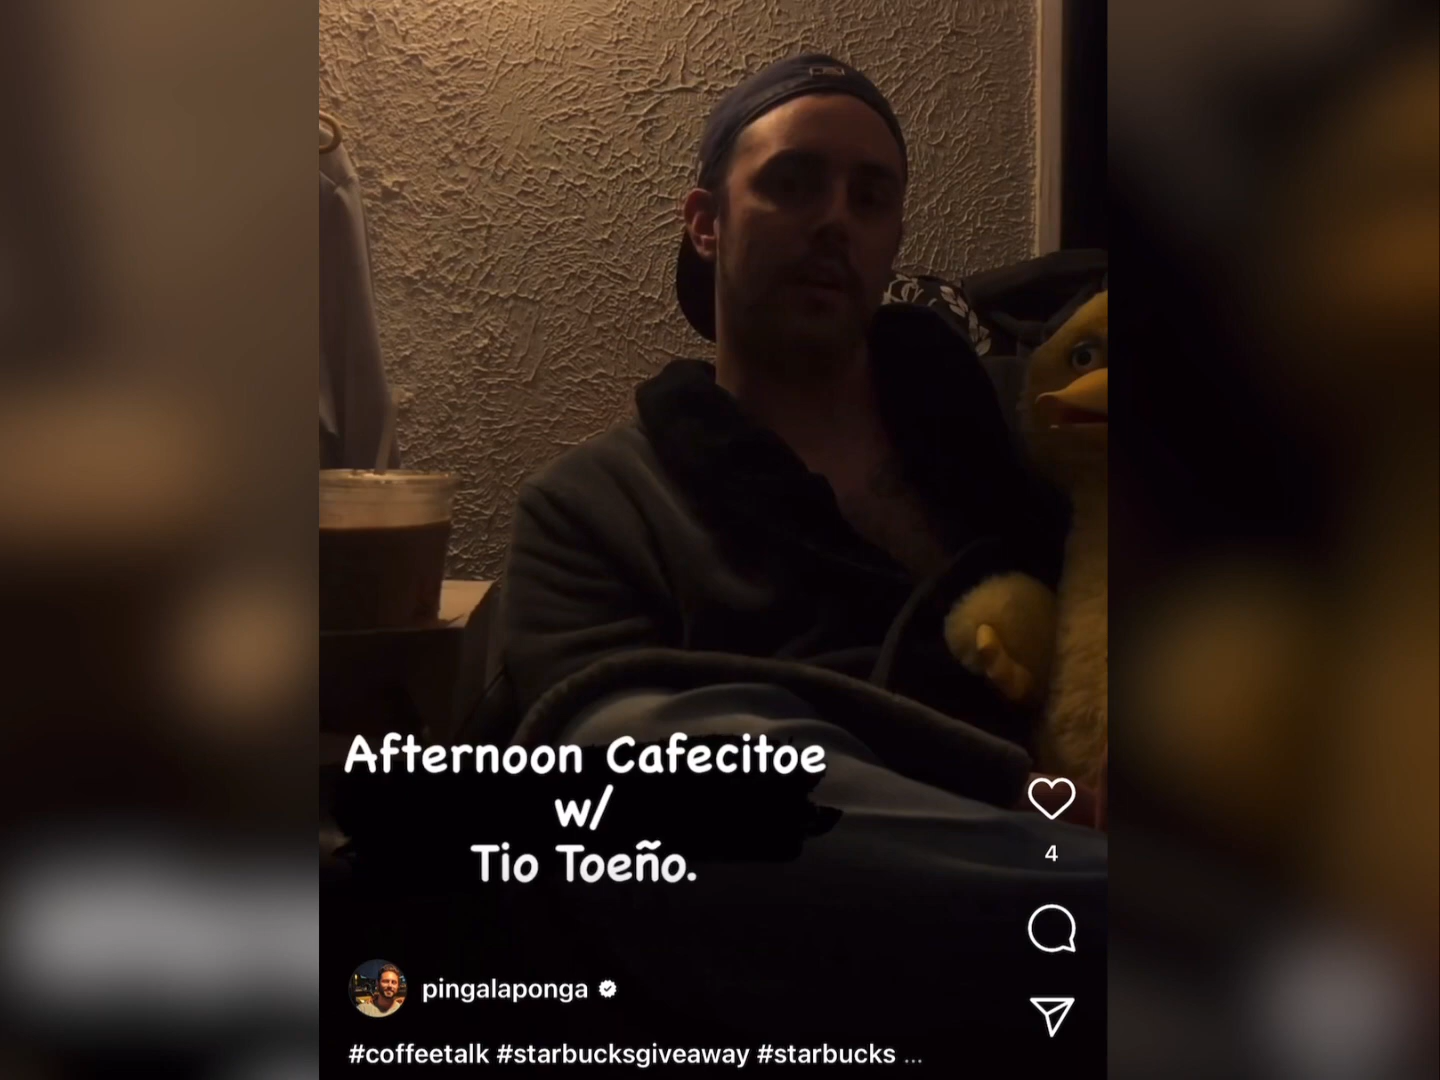 Afternoon Cafecitoe
w/
Tio Toeño.
4
pingalaponga
#coffeetalk #starbucksgiveaway #starbucks ...